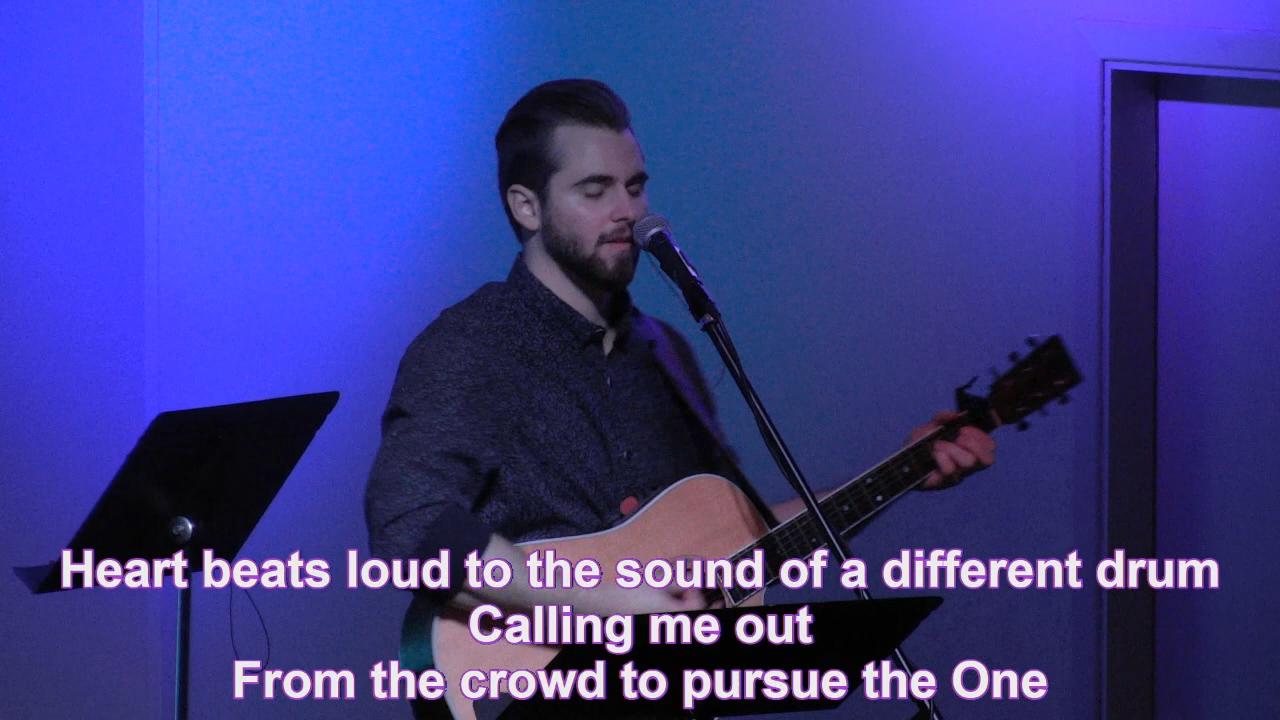 Heart beats loud to the sound of a different drum
Calling me out
From the crowd to pursue the One